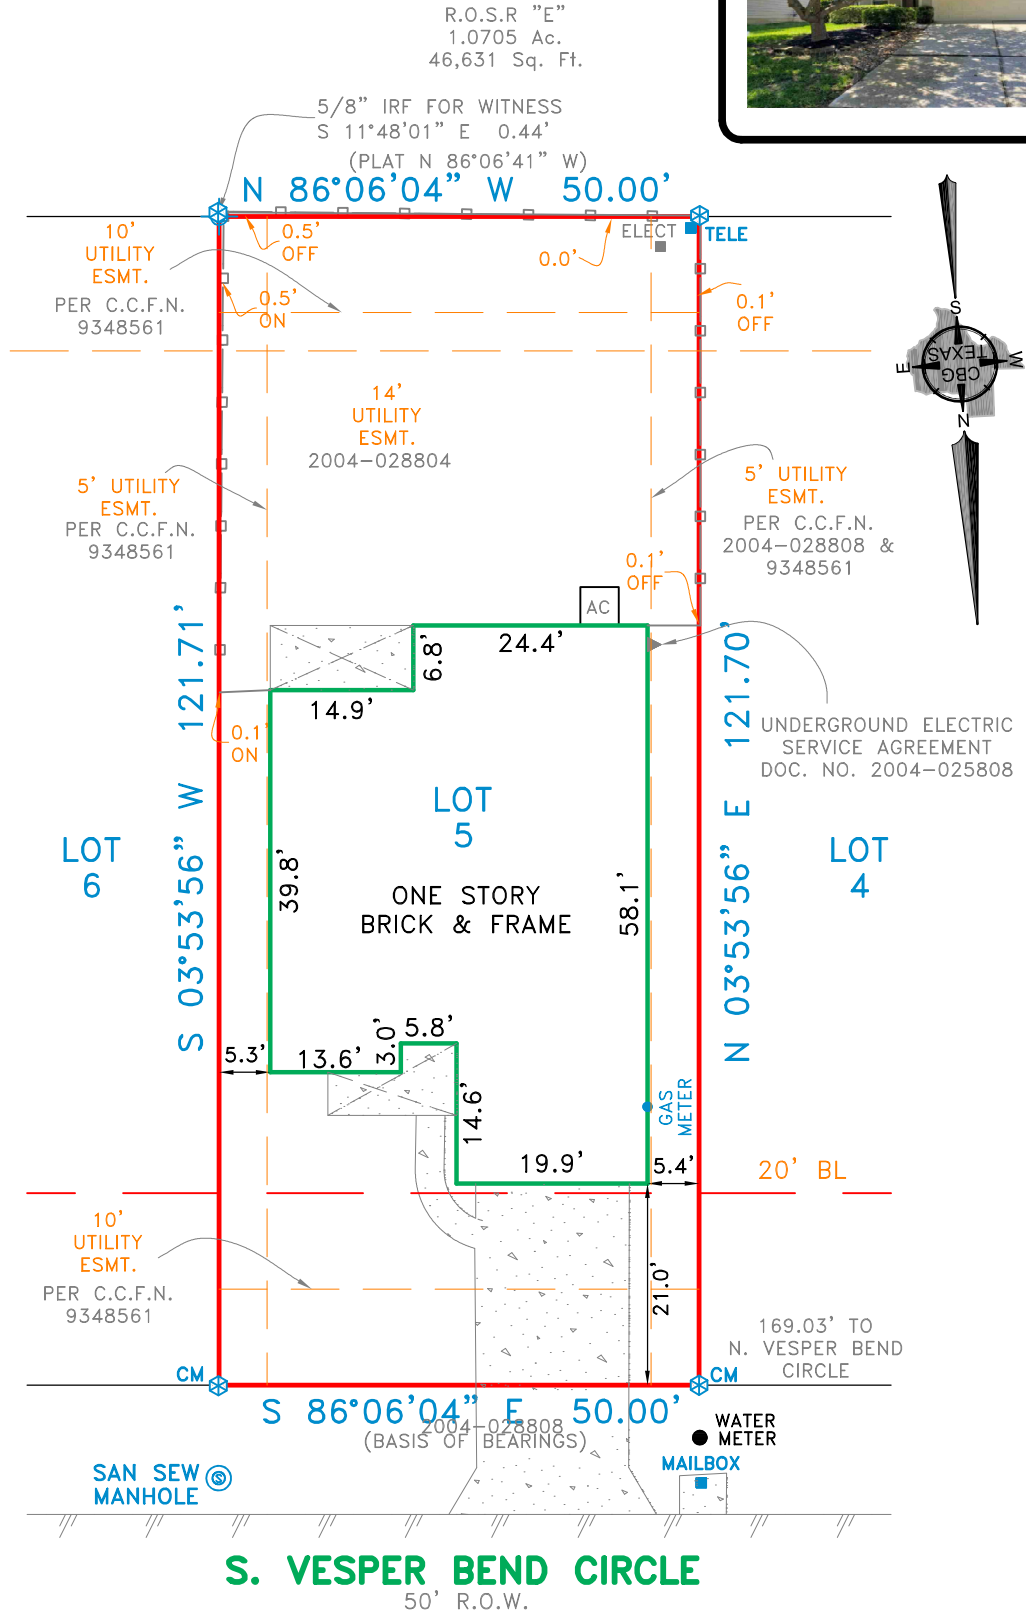 R.O.S.R "E"
1.0705 Ac.
46,631 Sq. Ft.
5/8" IRF FOR WITNESS
S 11°48'01" E 0.44'
(PLAT N 86°06'41" W)
N 86°06'04" W 50.00'
10'
UTILITY
ESMT.
PER C.C.F.N.
9348561
0.5'
OFF
0.5'
ON
0.0'
ELECT
TELE
0.1'
OFF
S
E
W
N
CBG
TEXAS
14'
UTILITY
ESMT.
2004-028804
5' UTILITY
ESMT.
PER C.C.F.N.
9348561
5' UTILITY
ESMT.
PER C.C.F.N.
2004-028808 &
9348561
0.1'
OFF
AC
24.4'
6.8'
14.9'
0.1'
ON
S 03°53'56" W 121.71'
N 03°53'56" E 121.70'
UNDERGROUND ELECTRIC
SERVICE AGREEMENT
DOC. NO. 2004-025808
LOT
5
LOT
6
LOT
4
39.8'
ONE STORY
BRICK & FRAME
58.1'
5.3'
13.6'
3.0'
5.8'
14.6'
GAS
METER
19.9'
5.4'
20' BL
10'
UTILITY
ESMT.
PER C.C.F.N.
9348561
21.0'
169.03' TO
N. VESPER BEND
CIRCLE
CM
CM
S 86°06'04" E 50.00'
2004-028808
(BASIS OF BEARINGS)
WATER
METER
MAILBOX
SAN SEW
MANHOLE
S
S. VESPER BEND CIRCLE
50' R.O.W.